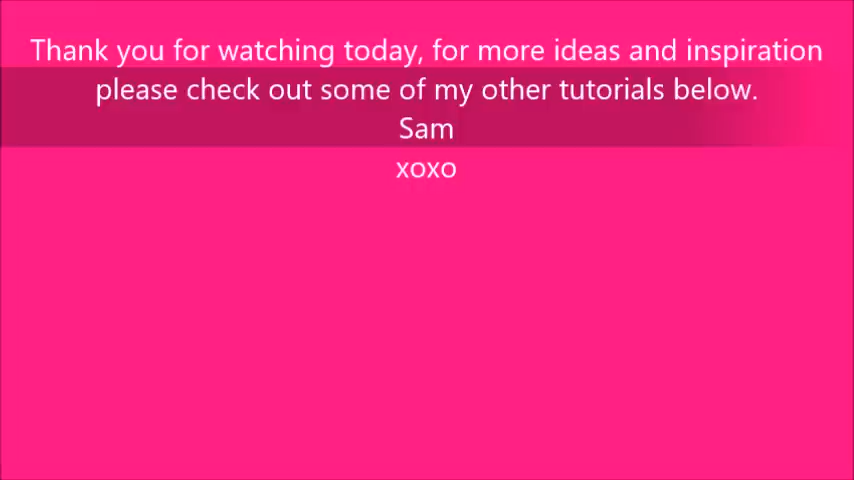 Thank you for watching today, for more ideas and inspiration
please check out some of my other tutorials below.
Sam
xoxo